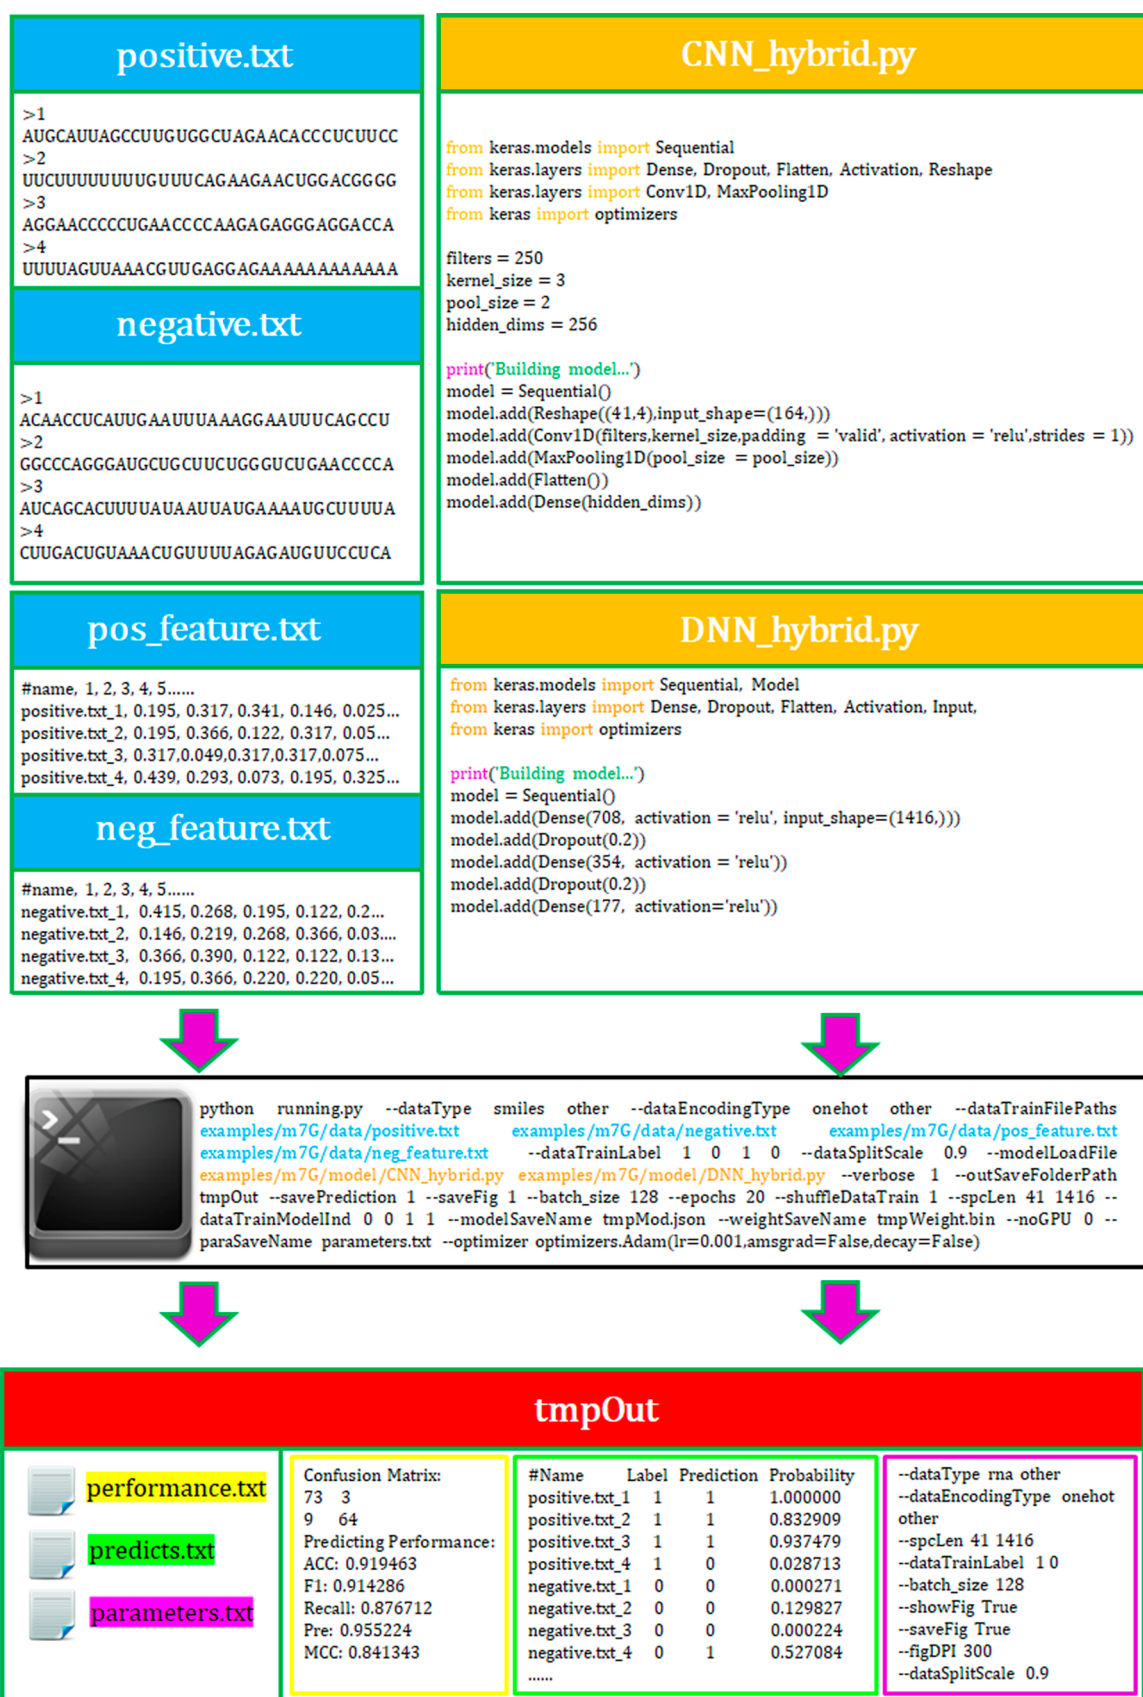 positive.txt
>1
AUGCAUUAGCCUUGUGGCUAGAACACCCUCUUCC
>2
UUCUUUUUUUUGUUUCAGAAGAACUGGACGGGG
>3
AGGAACCCCCUGAACCCCAAGAGAGGGAGGACCA
>4
UUUUAGUUAAACGUUGAGGAGAAAAAAAAAAAAA
negative.txt
>1
ACAACCUCAUUGAAUUUAAAGGAAUUUCAGCCU
>2
GGCCCAGGGAUGCUGCUUCUGGGUCUGAACCCCA
>3
AUCAGCACUUUUAUAAUUAUGAAAAUGCUUUUA
>4
CUUGACUGUAAACUGUUUUAGAGAUGUUCCUCA
CNN_hybrid.py
from keras.models import Sequential
from keras.layers import Dense, Dropout, Flatten, Activation, Reshape
from keras.layers import Conv1D, MaxPooling1D
from keras import optimizers
filters = 250
kernel_size = 3
pool_size = 2
hidden_dims = 256
print('Building model...')
model = Sequential()
model.add(Reshape((41,4),input_shape=(164,)))
model.add(Conv1D(filters,kernel_size,padding = 'valid', activation = 'relu',strides = 1))
model.add(MaxPooling1D(pool_size = pool_size))
model.add(Flatten())
model.add(Dense(hidden_dims))
pos_feature.txt
#name, 1, 2, 3, 4, 5......
positive.txt_1, 0.195, 0.317, 0.341, 0.146, 0.025...
positive.txt_2, 0.195, 0.366, 0.122, 0.317, 0.05...
positive.txt_3, 0.317,0.049,0.317,0.317,0.075...
positive.txt_4, 0.439, 0.293, 0.073, 0.195, 0.325...
neg_feature.txt
#name, 1, 2, 3, 4, 5......
negative.txt_1, 0.415, 0.268, 0.195, 0.122, 0.2...
negative.txt_2, 0.146, 0.219, 0.268, 0.366, 0.03....
negative.txt_3, 0.366, 0.390, 0.122, 0.122, 0.13...
negative.txt_4, 0.195, 0.366, 0.220, 0.220, 0.05...
DNN_hybrid.py
from keras.models import Sequential, Model
from keras.layers import Dense, Dropout, Flatten, Activation, Input,
from keras import optimizers
print('Building model...')
model = Sequential()
model.add(Dense(708, activation = 'relu', input_shape=(1416,)))
model.add(Dropout(0.2))
model.add(Dense(354, activation = 'relu'))
model.add(Dropout(0.2))
model.add(Dense(177, activation='relu'))
>_
python running.py --dataType smiles other --dataEncodingType onehot other --dataTrainFilePaths
examples/m7G/data/positive.txt examples/m7G/data/negative.txt examples/m7G/data/pos_feature.txt
examples/m7G/data/neg_feature.txt --dataTrainLabel 1 0 1 0 --dataSplitScale 0.9 --modelLoadFile
examples/m7G/model/CNN_hybrid.py examples/m7G/model/DNN_hybrid.py --verbose 1 --outSaveFolderPath
tmpOut --savePrediction 1 --saveFig 1 --batch_size 128 --epochs 20 --shuffleDataTrain 1 --spcLen 41 1416 --
dataTrainModelInd 0 0 1 1 --modelSaveName tmpMod.json --weightSaveName tmpWeight.bin --noGPU 0 --
paraSaveName parameters.txt --optimizer optimizers.Adam(lr=0.001,amsgrad=False,decay=False)
tmpOut
performance.txt
predicts.txt
parameters.txt
Confusion Matrix:
73 3
9 64
Predicting Performance:
ACC: 0.919463
F1: 0.914286
Recall: 0.876712
Pre: 0.955224
MCC: 0.841343
#Name Label Prediction Probability
positive.txt_1 1 1 1.000000
positive.txt_2 1 1 0.832909
positive.txt_3 1 1 0.937479
positive.txt_4 1 0 0.028713
negative.txt_1 0 0 0.000271
negative.txt_2 0 0 0.129827
negative.txt_3 0 0 0.000224
negative.txt_4 0 1 0.527084
......
--dataType rna other
--dataEncodingType onehot
other
--spcLen 41 1416
--dataTrainLabel 1 0
--batch_size 128
--showFig True
--saveFig True
--figDPI 300
--dataSplitScale 0.9